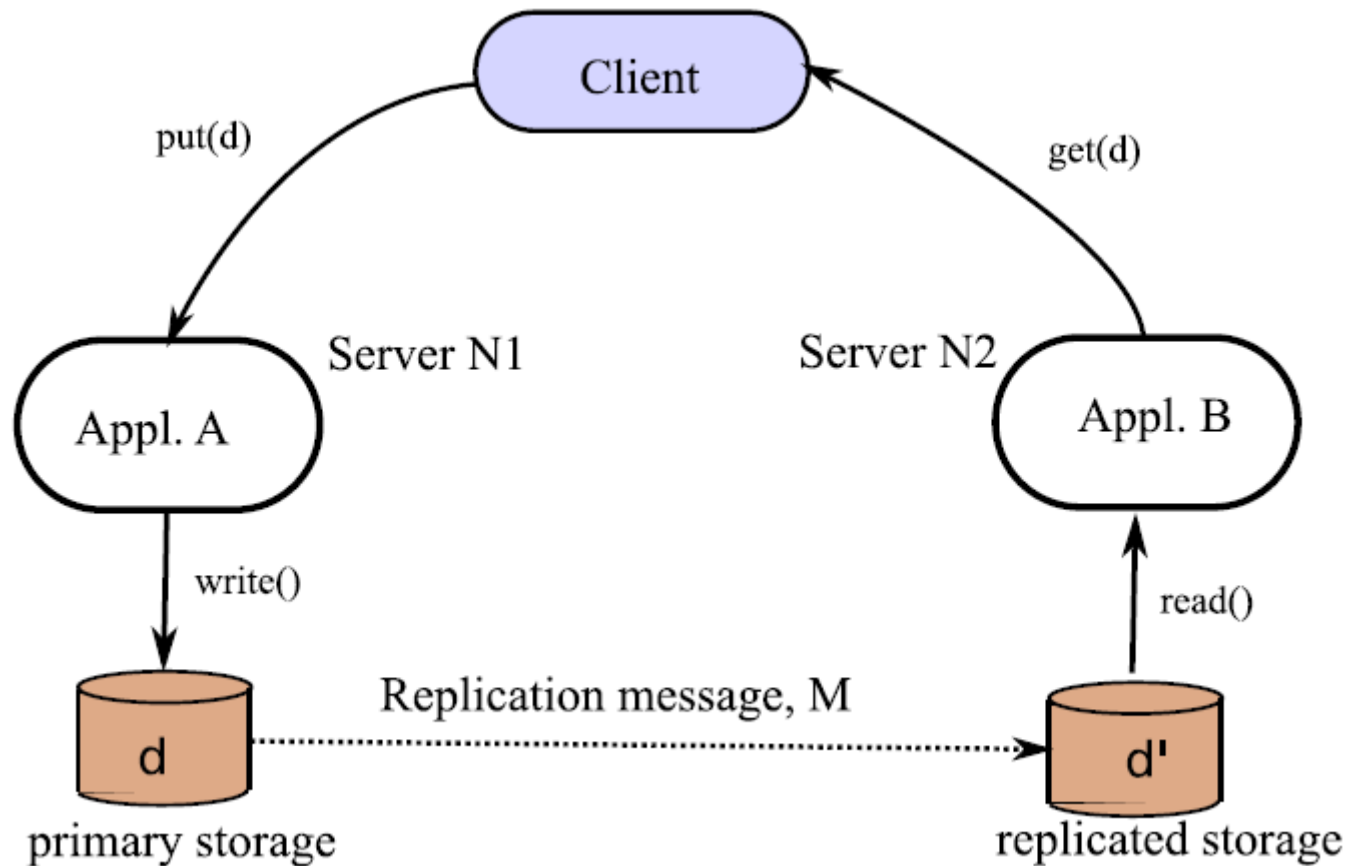 Client
put(d)
get(d)
Server N1
Server N2
Appl. A
Appl. B
write()
read()
Replication message, M
d
d'
primary storage
replicated storage